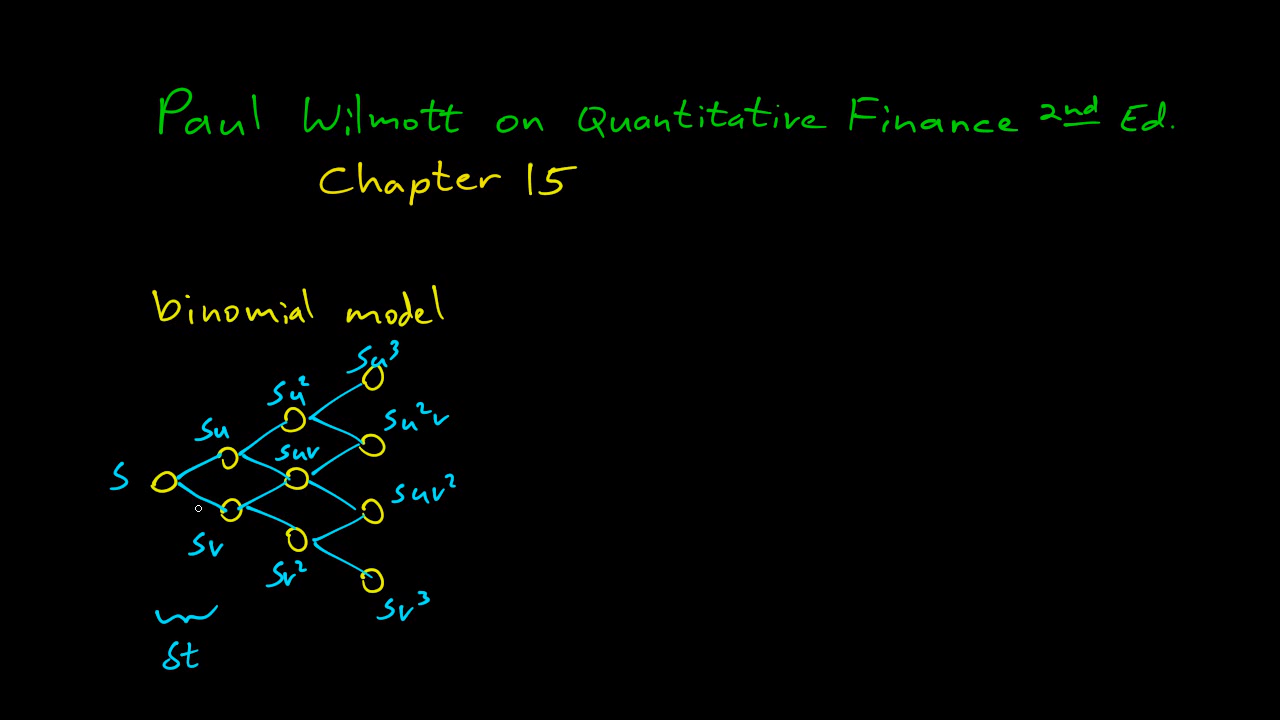 Paul Wilmott on Quantitative Finance 2nd Ed.
Chapter 15
binomial model
Su³
Su²
Su²v
Su
Suv
S
Suv²
Sv
Sv²
Sv³
δt